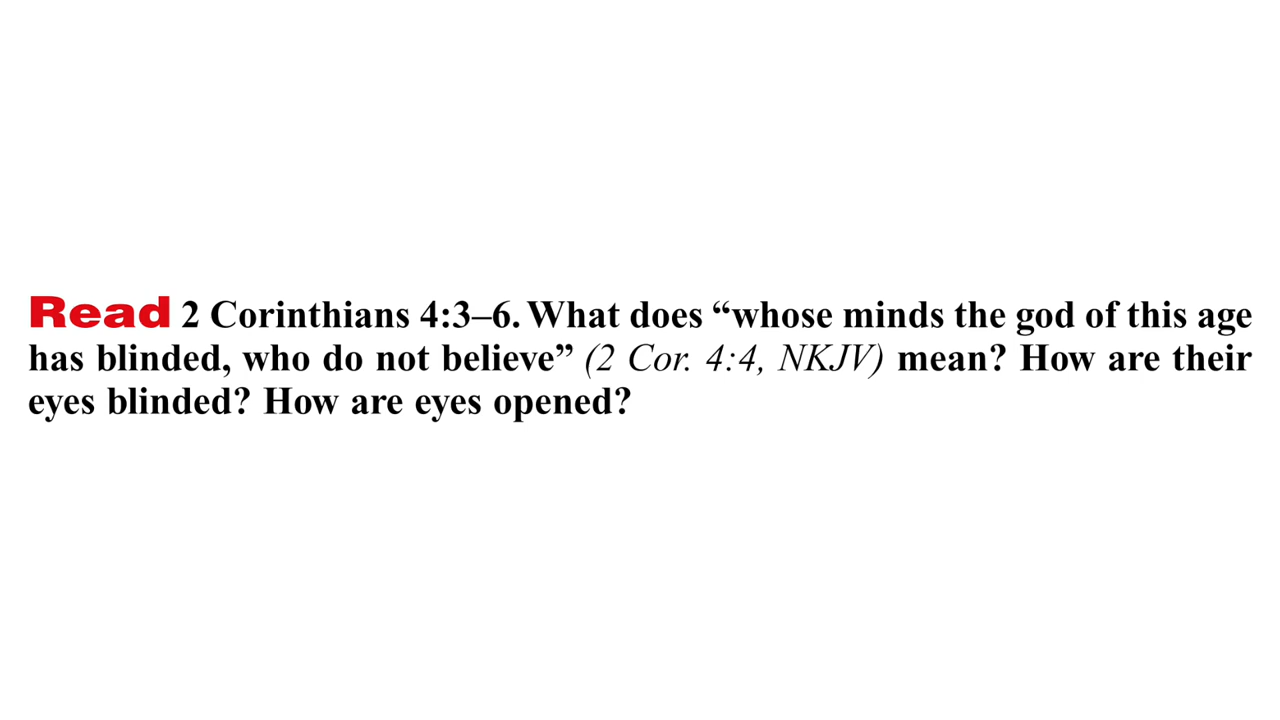 Read 2 Corinthians 4:3–6. What does “whose minds the god of this age
has blinded, who do not believe” (2 Cor. 4:4, NKJV) mean? How are their
eyes blinded? How are eyes opened?